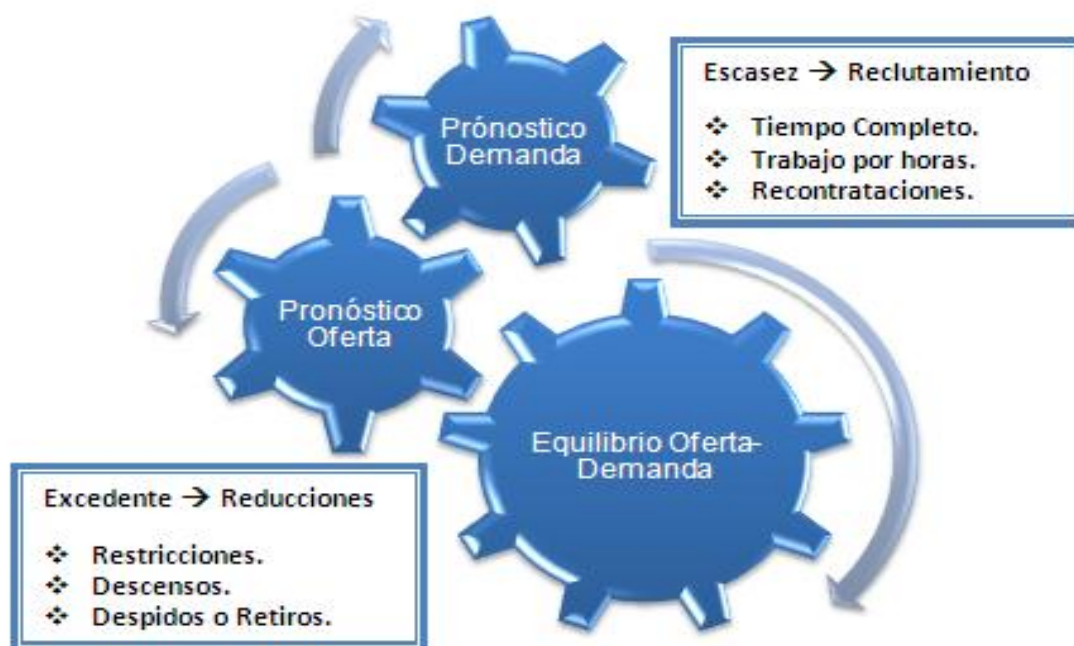 Prónostico
Demanda
Escasez → Reclutamiento
❖ Tiempo Completo.
❖ Trabajo por horas.
❖ Recontrataciones.
Pronóstico
Oferta
Equilibrio Oferta-
Demanda
Excedente → Reducciones
❖ Restricciones.
❖ Descensos.
❖ Despidos o Retiros.